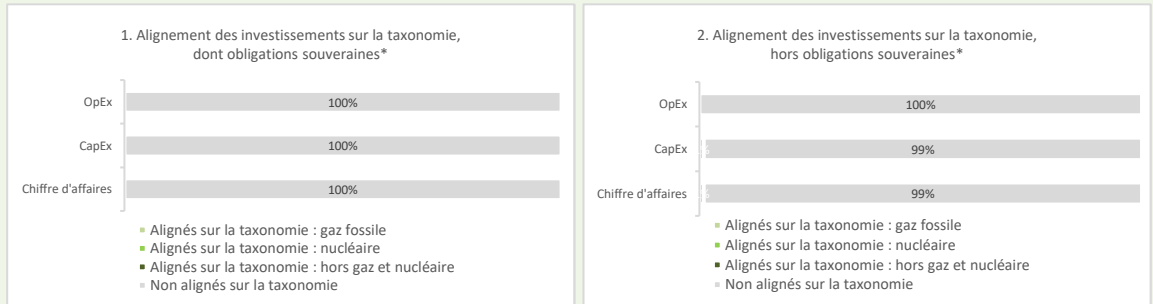 1. Alignement des investissements sur la taxonomie,
dont obligations souveraines*
OpEx
100%
CapEx
100%
Chiffre d'affaires
100%
▪ Alignés sur la taxonomie : gaz fossile
▪ Alignés sur la taxonomie : nucléaire
▪ Alignés sur la taxonomie : hors gaz et nucléaire
▪ Non alignés sur la taxonomie
2. Alignement des investissements sur la taxonomie,
hors obligations souveraines*
OpEx
100%
CapEx
99%
Chiffre d'affaires
99%
▪ Alignés sur la taxonomie : gaz fossile
▪ Alignés sur la taxonomie : nucléaire
▪ Alignés sur la taxonomie : hors gaz et nucléaire
▪ Non alignés sur la taxonomie